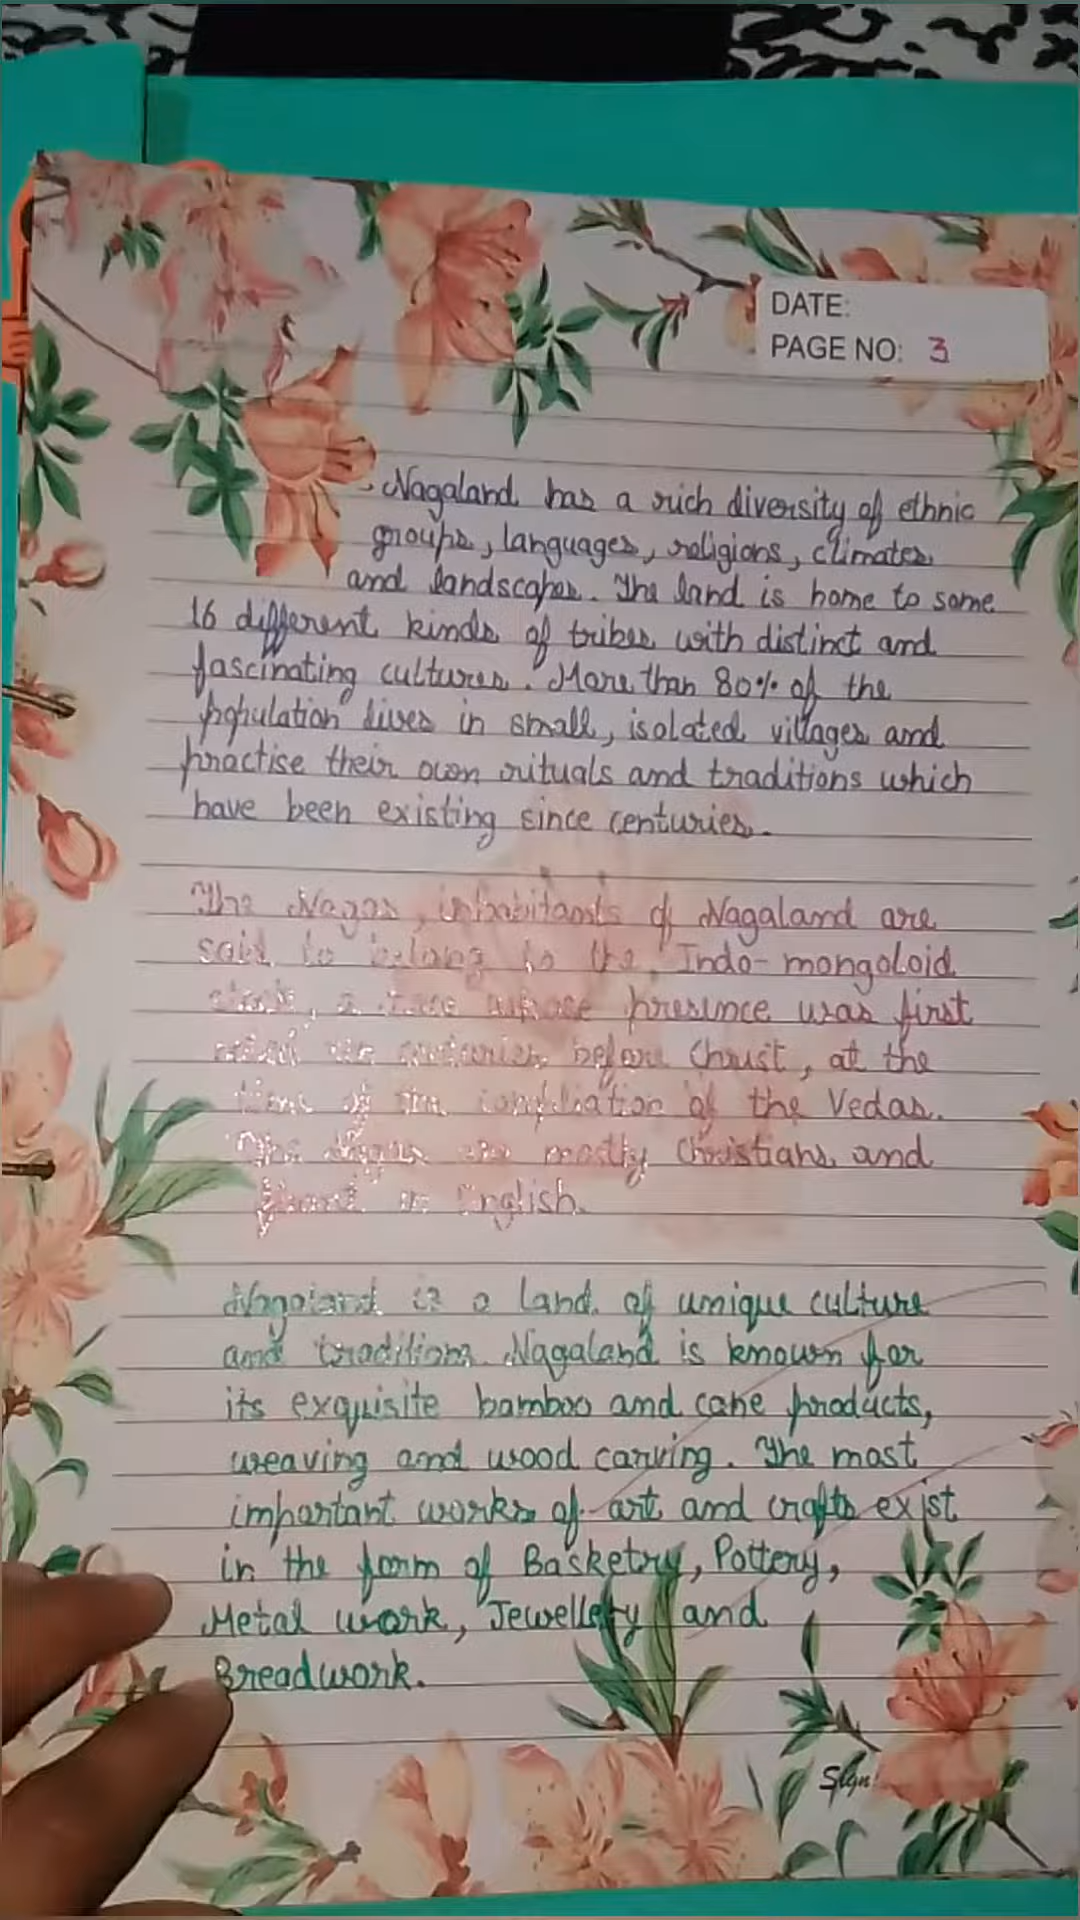 DATE:
PAGE NO: 3
Nagaland has a rich diversity of ethnic
groups, languages, religions, climates
and landscapes. The land is home to some
16 different kinds of tribes with distinct and
fascinating cultures. More than 80% of the
population lives in small, isolated villages and
practise their own rituals and traditions which
have been existing since centuries.
The Nagas, inhabitants of Nagaland are
said to belong to the Indo-mongoloid
a race whose presence was first
before Christ, at the
time of the compliation of the Vedas.
The Nagas are mostly Christians and
in English.
Nagaland is a land of unique culture
and traditions. Nagaland is known for
its exquisite bamboo and cane products,
weaving and wood carving. The most
important works of art and crafts exist
in the form of Basketry, Pottery,
Metal work, Jewellery and
Breadwork.
Sign: